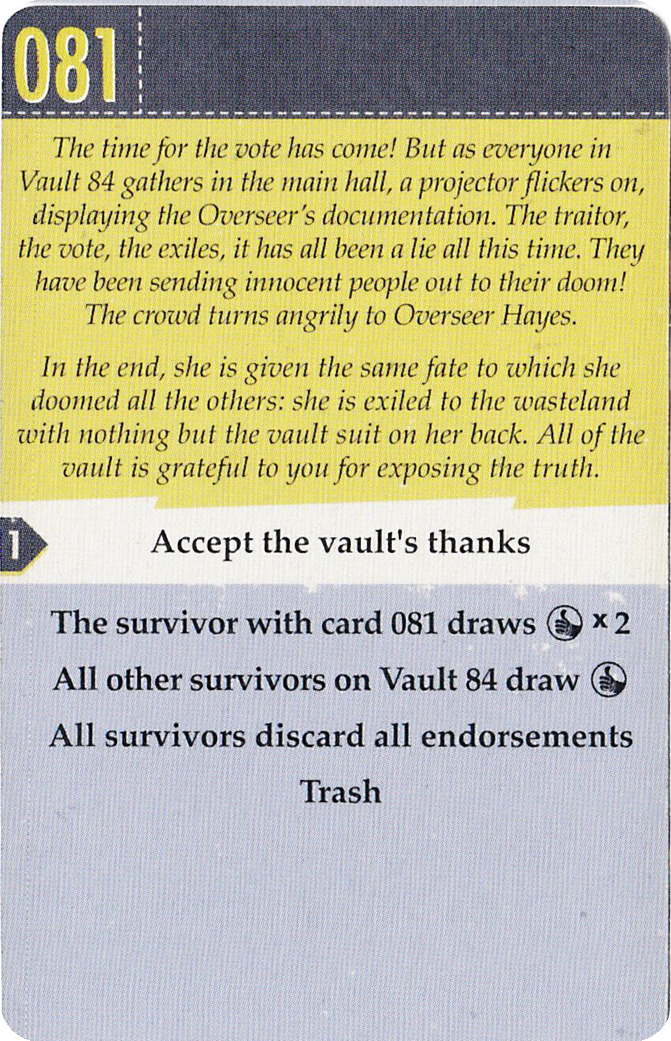 081
The time for the vote has come! But as everyone in
Vault 84 gathers in the main hall, a projector flickers on,
displaying the Overseer's documentation. The traitor,
the vote, the exiles, it has all been a lie all this time. They
have been sending innocent people out to their doom!
The crowd turns angrily to Overseer Hayes.
In the end, she is given the same fate to which she
doomed all the others: she is exiled to the wasteland
with nothing but the vault suit on her back. All of the
vault is grateful to you for exposing the truth.
1 Accept the vault's thanks
The survivor with card 081 draws x 2
All other survivors on Vault 84 draw
All survivors discard all endorsements
Trash